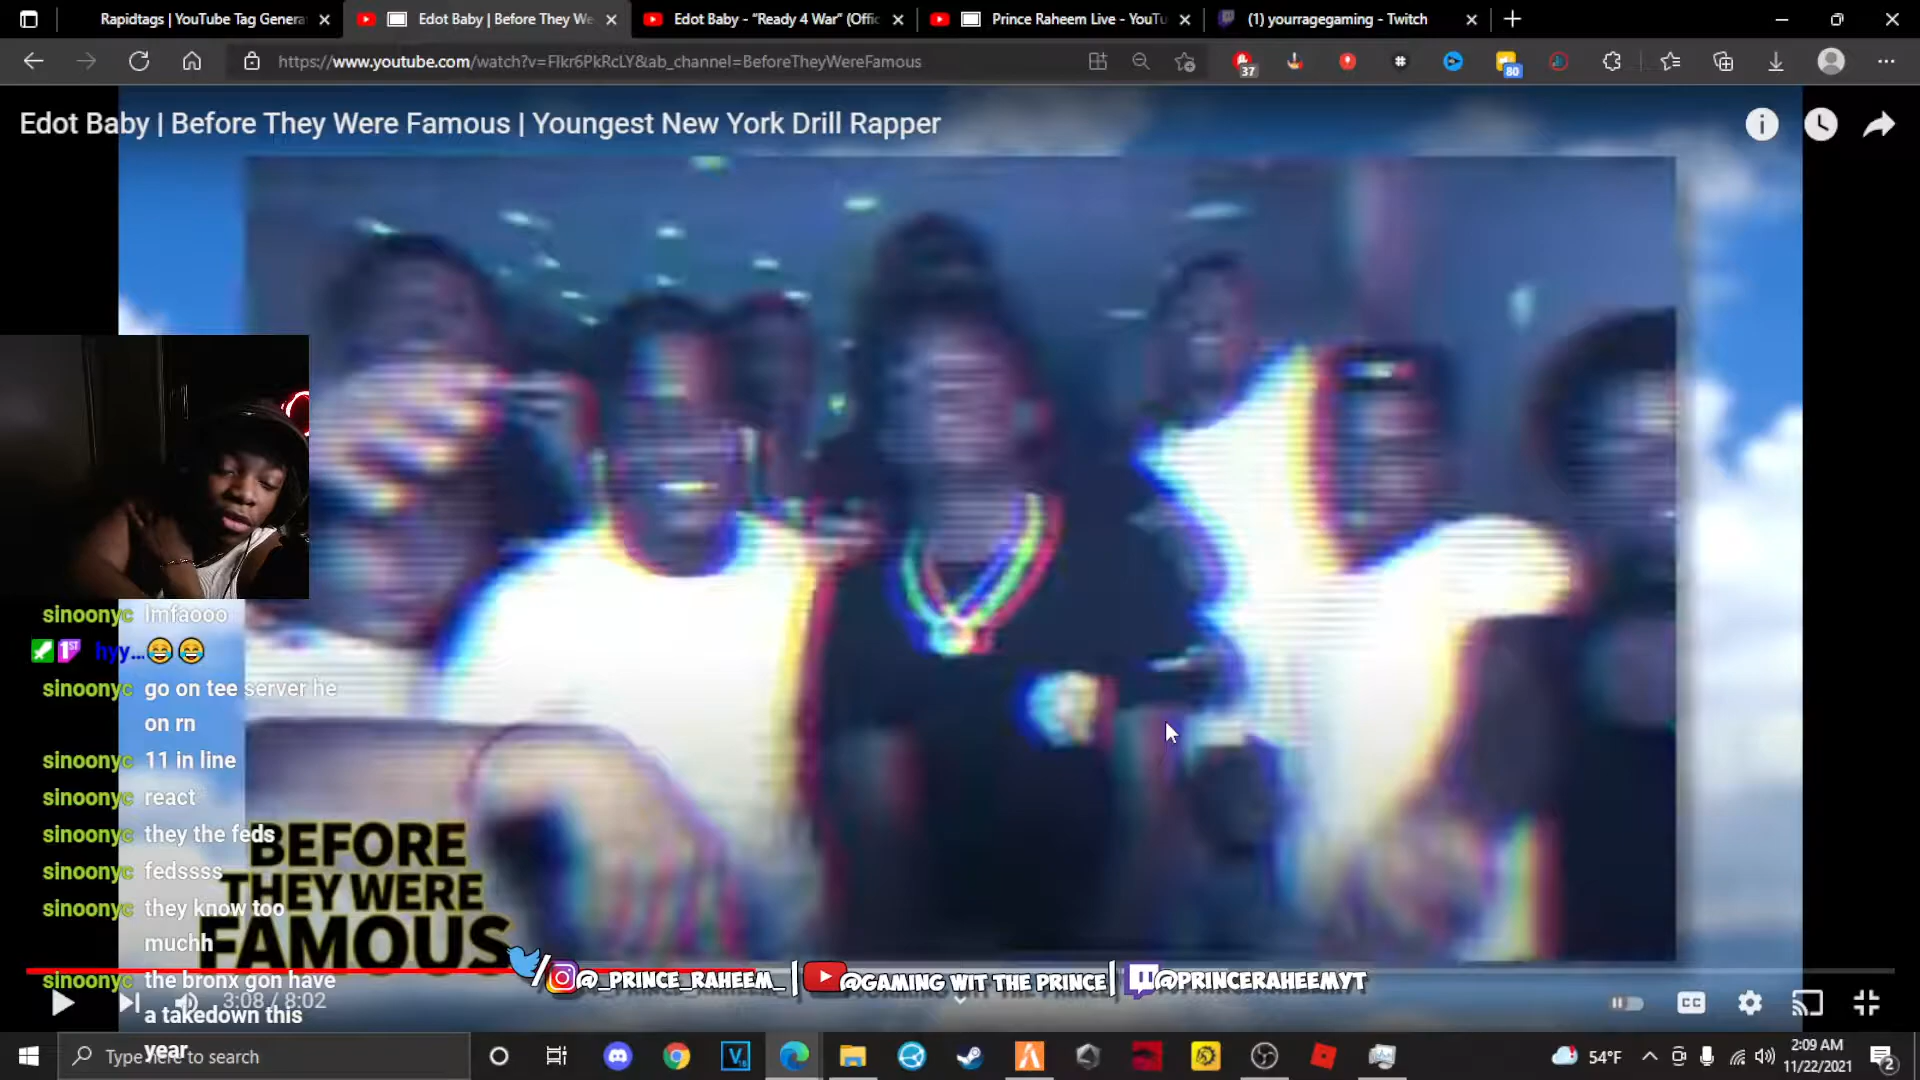 Rapidtags | YouTube Tag Genera
Edot Baby | Before They We
Edot Baby - “Ready 4 War” (Offic
Prince Raheem Live - YouTu
(1) yourragegaming - Twitch
https://www.youtube.com/watch?v=FIkr6PkRcLY&ab_channel=BeforeTheyWereFamous
37
80
Edot Baby | Before They Were Famous | Youngest New York Drill Rapper
sinoonyc lmfaooo
1ST hyy...😂 😂
sinoonyc go on tee server he
on rn
sinoonyc 11 in line
sinoonyc react
sinoonyc they the feds
sinoonyc fedssss
sinoonyc they know too
muchh
sinoonyc the bronx gon have
a takedown this
year
BEFORE
THEY WERE
FAMOUS
@_PRINCE_RAHEEM_ | @GAMING WIT THE PRINCE | @PRINCERAHEEMYT
3:08 / 8:02
CC
Type here to search
54°F
2:09 AM
11/22/2021
2